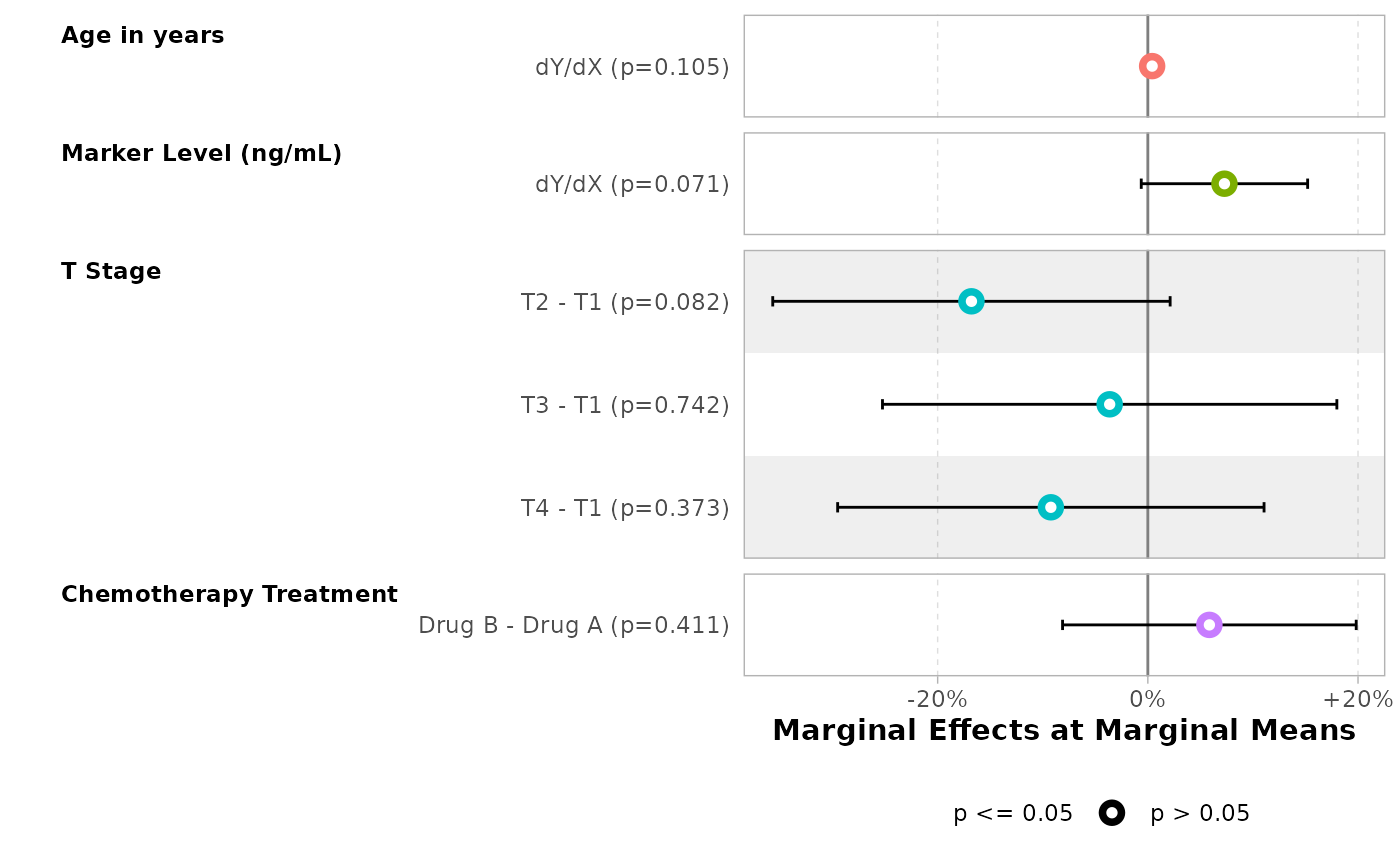 Age in years
dY/dX (p=0.105)
Marker Level (ng/mL)
dY/dX (p=0.071)
T Stage
T2 - T1 (p=0.082)
T3 - T1 (p=0.742)
T4 - T1 (p=0.373)
Chemotherapy Treatment
Drug B - Drug A (p=0.411)
-20% 0% +20%
Marginal Effects at Marginal Means
p <= 0.05 p > 0.05